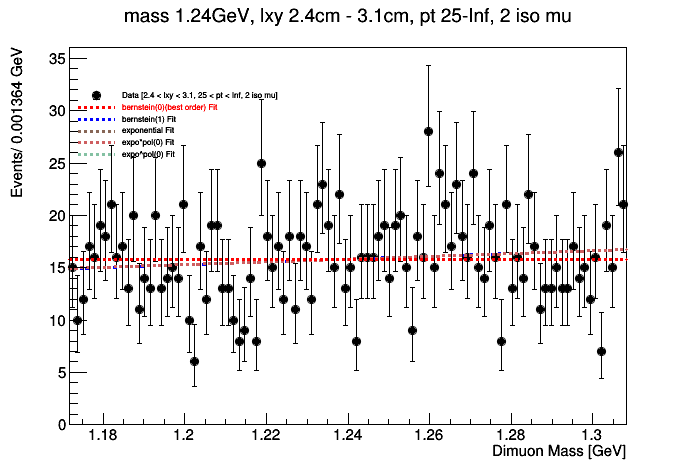 mass 1.24GeV, lxy 2.4cm - 3.1cm, pt 25-Inf, 2 iso mu
Events/ 0.001364 GeV
35
30
25
20
15
10
5
0
Data [2.4 < lxy < 3.1, 25 < pt < Inf, 2 iso mu]
bernstein(0)(best order) Fit
bernstein(1) Fit
exponential Fit
expo*pol(0) Fit
expo*pol(0) Fit
1.18
1.2
1.22
1.24
1.26
1.28
1.3
Dimuon Mass [GeV]